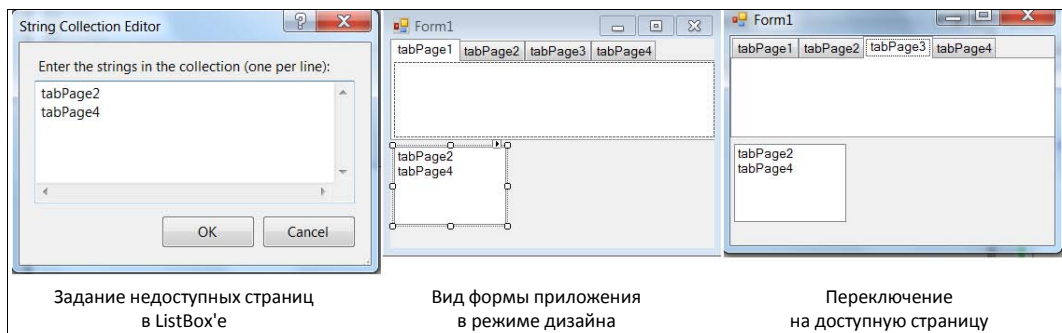 String Collection Editor
Enter the strings in the collection (one per line):
tabPage2
tabPage4
OK Cancel
Form1
tabPage1 tabPage2 tabPage3 tabPage4
tabPage2
tabPage4
Form1
tabPage1 tabPage2 tabPage3 tabPage4
tabPage2
tabPage4
Задание недоступных страниц
в ListBox'е
Вид формы приложения
в режиме дизайна
Переключение
на доступную страницу